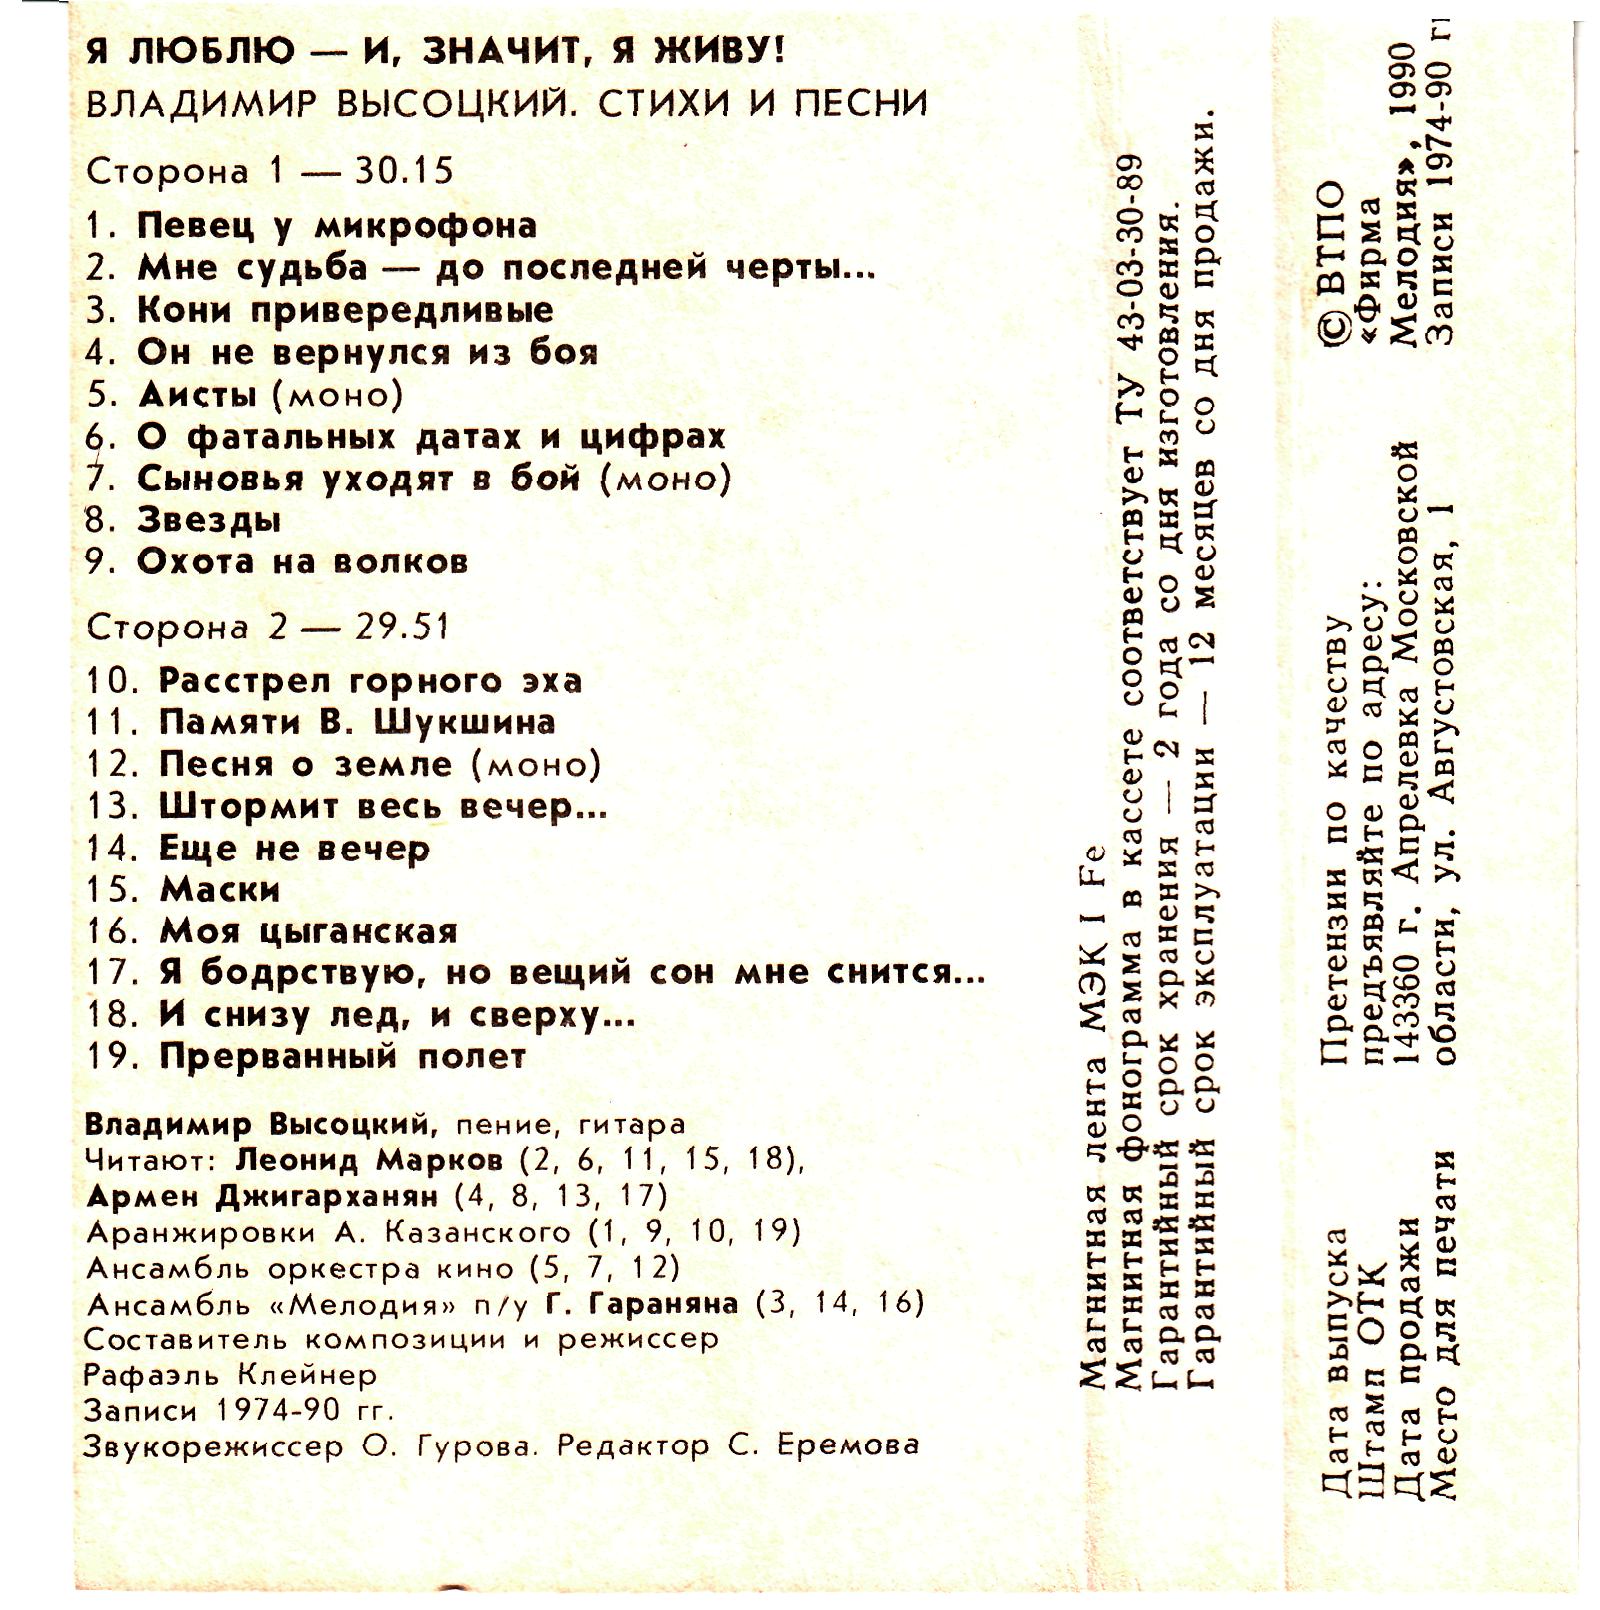 Я ЛЮБЛЮ — И, ЗНАЧИТ, Я ЖИВУ!
ВЛАДИМИР ВЫСОЦКИЙ. СТИХИ И ПЕСНИ
Сторона 1 — 30.15
1. Певец у микрофона
2. Мне судьба — до последней черты...
3. Кони привередливые
4. Он не вернулся из боя
5. Аисты (моно)
6. О фатальных датах и цифрах
7. Сыновья уходят в бой (моно)
8. Звезды
9. Охота на волков
Сторона 2 — 29.51
10. Расстрел горного эха
11. Памяти В. Шукшина
12. Песня о земле (моно)
13. Штормит весь вечер...
14. Еще не вечер
15. Маски
16. Моя цыганская
17. Я бодрствую, но вещий сон мне снится...
18. И снизу лед, и сверху...
19. Прерванный полет
Владимир Высоцкий, пение, гитара
Читают: Леонид Марков (2, 6, 11, 15, 18),
Армен Джигарханян (4, 8, 13, 17)
Аранжировки А. Казанского (1, 9, 10, 19)
Ансамбль оркестра кино (5, 7, 12)
Ансамбль «Мелодия» п/у Г. Гараняна (3, 14, 16)
Составитель композиции и режиссер
Рафаэль Клейнер
Записи 1974-90 гг.
Звукорежиссер О. Гурова. Редактор С. Еремова
Магнитная лента МЭК I Fe
Магнитная фонограмма в кассете соответствует ТУ 43-03-30-89
Гарантийный срок хранения — 2 года со дня изготовления.
Гарантийный срок эксплуатации — 12 месяцев со дня продажи.
Дата выпуска
Штамп ОТК
Дата продажи
Место для печати
Претензии по качеству
предъявляйте по адресу:
143360 г. Апрелевка Московской
области, ул. Августовская, 1
© ВТПО
«Фирма
Мелодия», 1990
Записи 1974-90 гг